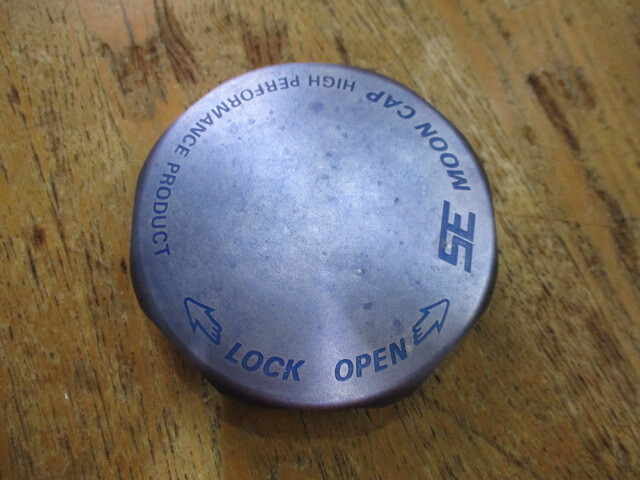 SE MOON CAP HIGH PERFORMANCE PRODUCT
LOCK OPEN